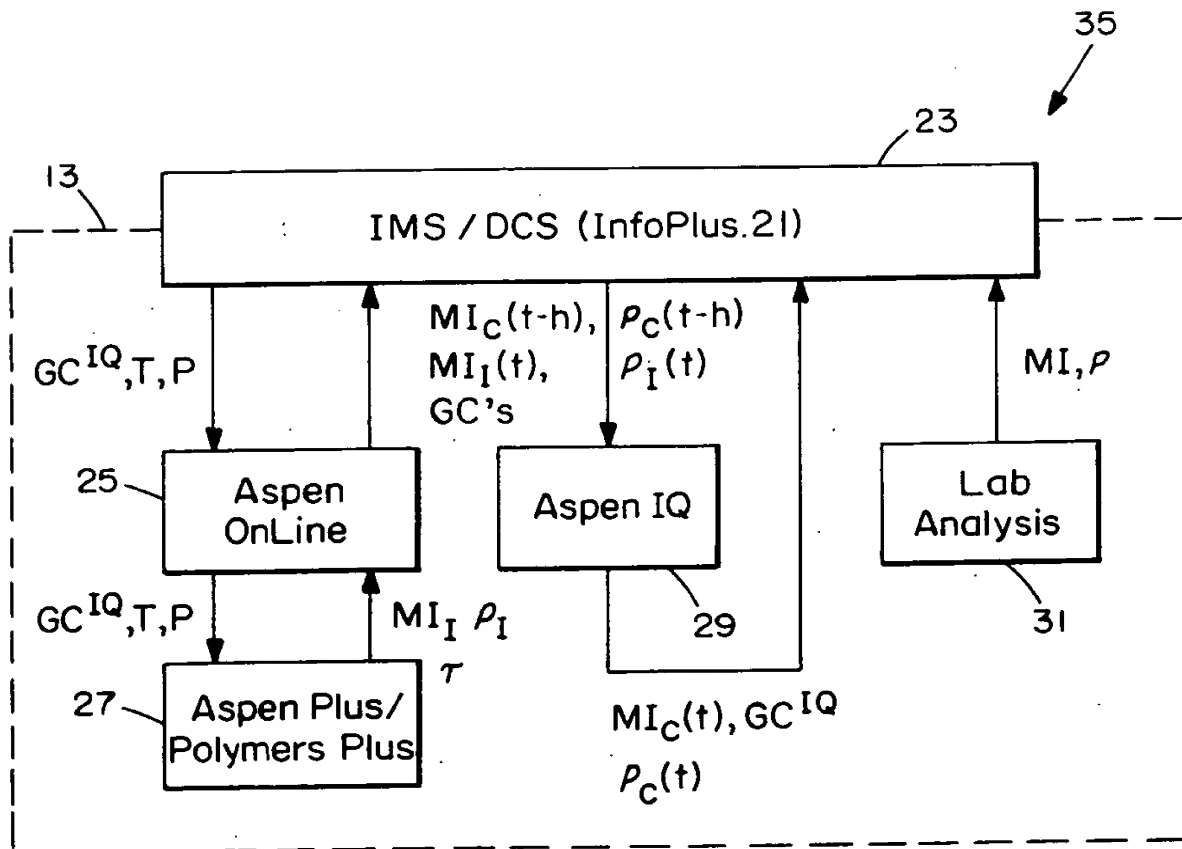 35
23
13
IMS / DCS (InfoPlus.21)
GC^IQ,T,P
MI_C(t-h), ρ_C(t-h)
MI_I(t), ρ_I(t)
GC's
MI, ρ
25
Aspen
OnLine
Aspen IQ
Lab
Analysis
GC^IQ,T,P
MI_I ρ_I
τ
29
31
27
Aspen Plus/
Polymers Plus
MI_C(t), GC^IQ
ρ_C(t)